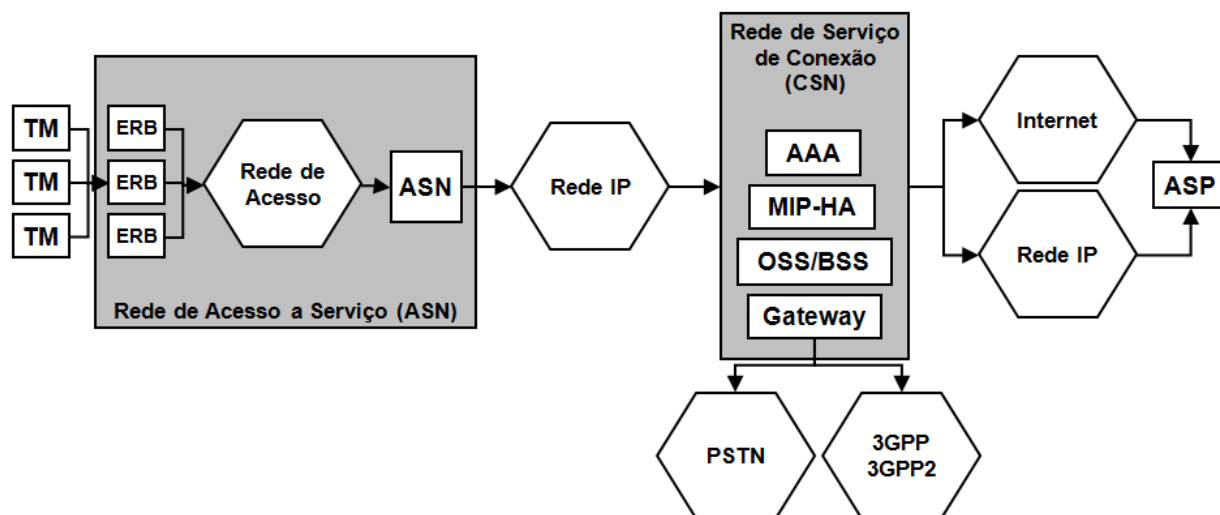 TM
TM
TM
ERB
ERB
ERB
Rede de
Acesso
ASN
Rede de Acesso a Serviço (ASN)
Rede IP
Rede de Serviço
de Conexão
(CSN)
AAA
MIP-HA
OSS/BSS
Gateway
PSTN
3GPP
3GPP2
Internet
Rede IP
ASP